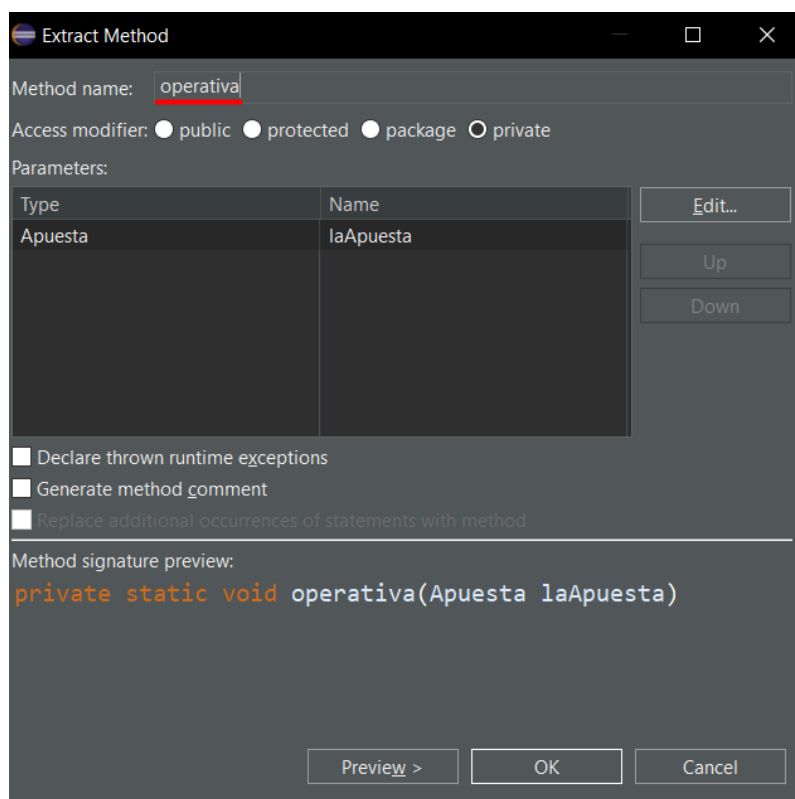 Extract Method
Method name: operativa
Access modifier: public protected package private
Parameters:
Type Name Edit...
Apuesta laApuesta
Up
Down
Declare thrown runtime exceptions
Generate method comment
Replace additional occurrences of statements with method
Method signature preview:
private static void operativa(Apuesta laApuesta)
Preview > OK Cancel